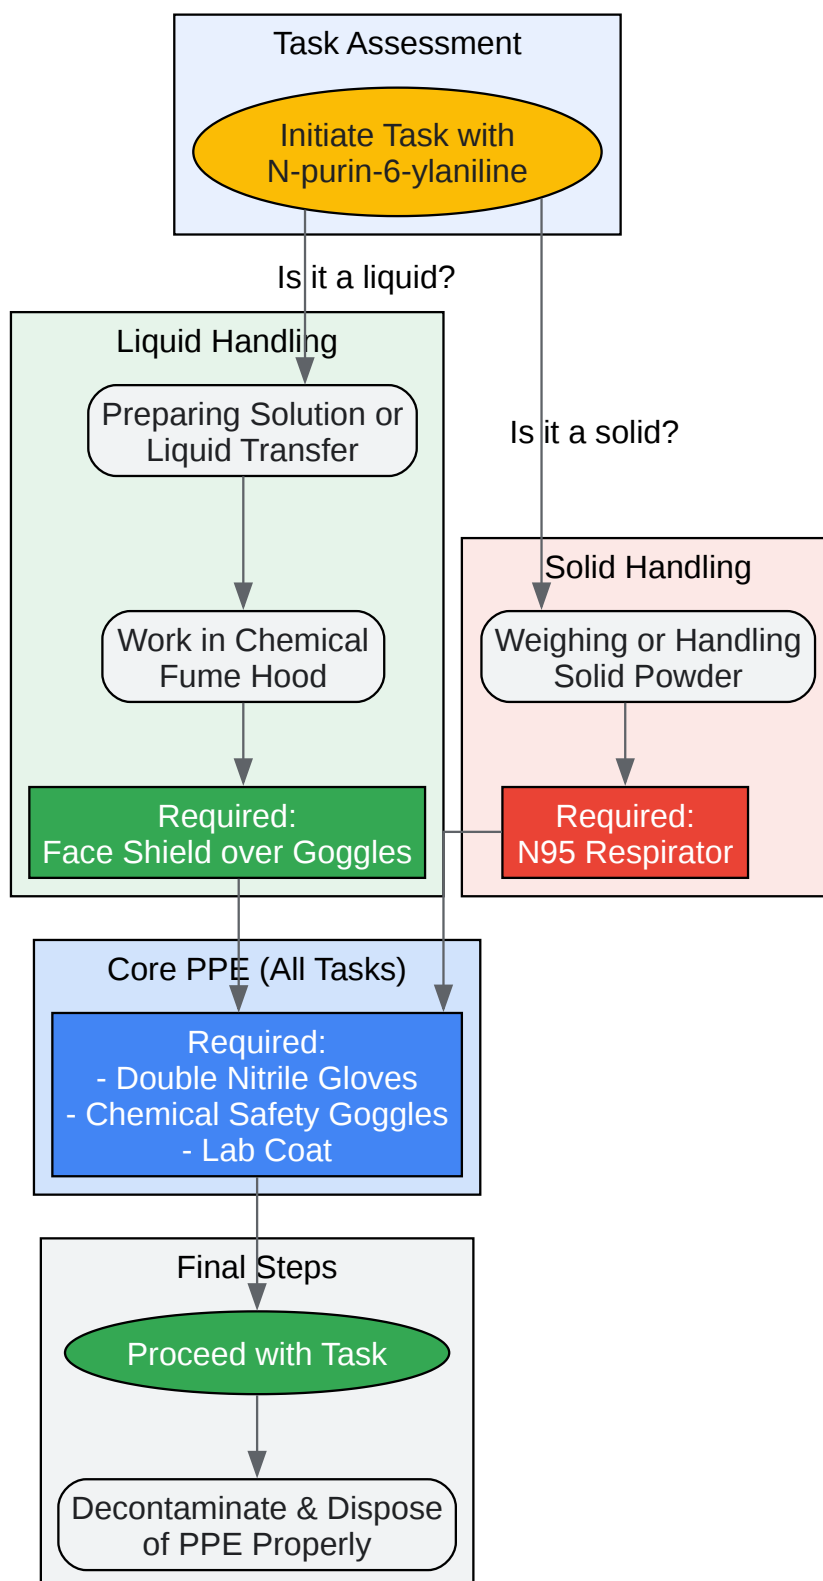 Task Assessment
Initiate Task with
N-purin-6-ylaniline
Is it a liquid?
Liquid Handling
Preparing Solution or
Liquid Transfer
Is it a solid?
Solid Handling
Work in Chemical
Fume Hood
Weighing or Handling
Solid Powder
Required:
Face Shield over Goggles
Required:
N95 Respirator
Core PPE (All Tasks)
Required:
- Double Nitrile Gloves
- Chemical Safety Goggles
- Lab Coat
Final Steps
Proceed with Task
Decontaminate & Dispose
of PPE Properly